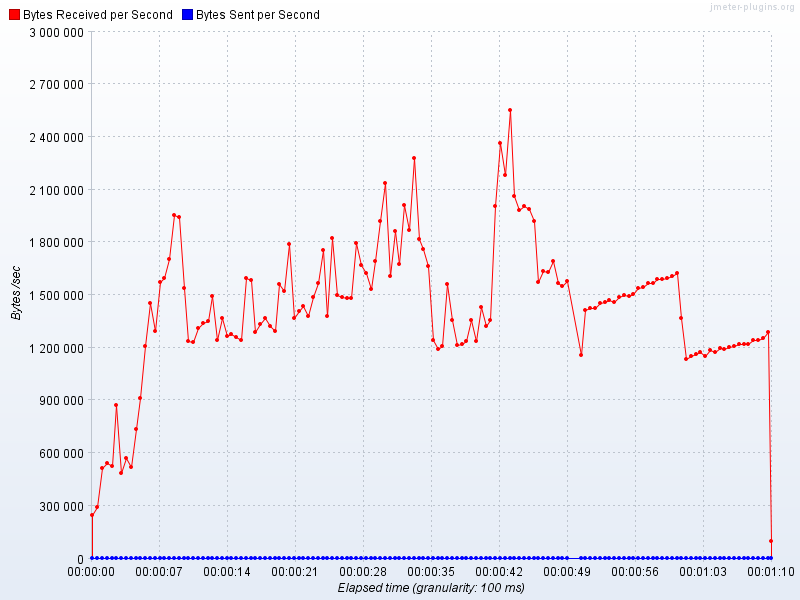 jmeter-plugins.org
Bytes Received per Second Bytes Sent per Second
3 000 000
2 700 000
2 400 000
2 100 000
1 800 000
1 500 000
1 200 000
900 000
600 000
300 000
0
Bytes/sec
00:00:00 00:00:07 00:00:14 00:00:21 00:00:28 00:00:35 00:00:42 00:00:49 00:00:56 00:01:03 00:01:10
Elapsed time (granularity: 100 ms)